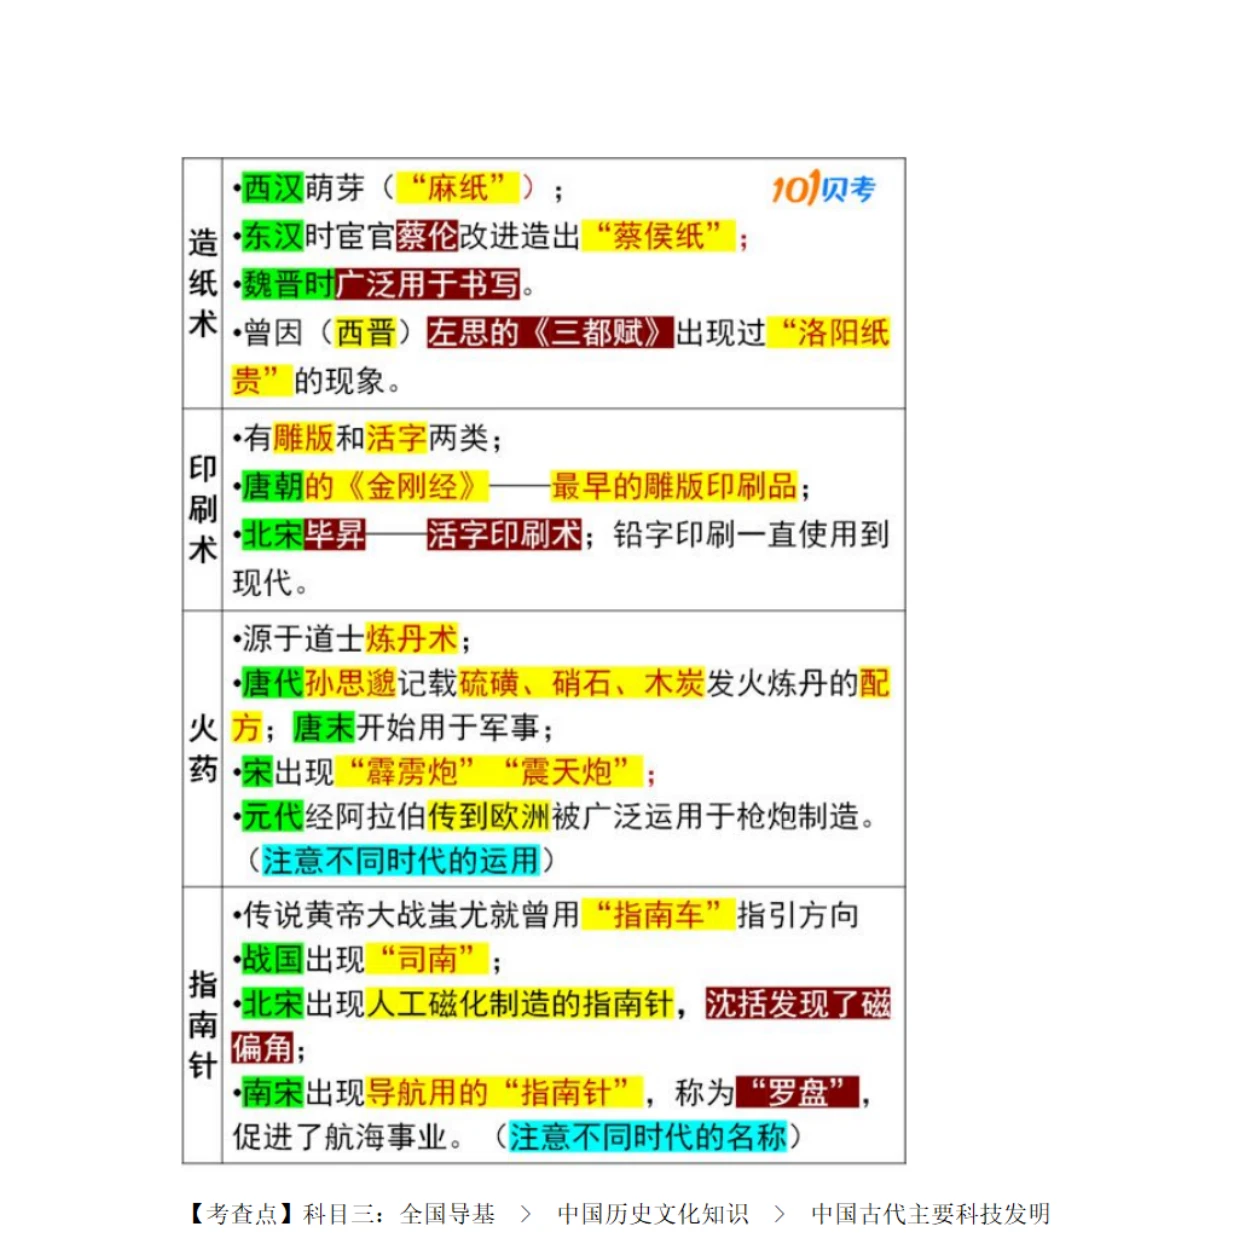 造纸术
•西汉萌芽（“麻纸”）；
101贝考
•东汉时宦官蔡伦改进造出“蔡侯纸”；
•魏晋时广泛用于书写。
•曾因（西晋）左思的《三都赋》出现过“洛阳纸
贵”的现象。
印刷术
•有雕版和活字两类；
•唐朝的《金刚经》——最早的雕版印刷品；
•北宋毕昇——活字印刷术；铅字印刷一直使用到
现代。
火药
•源于道士炼丹术；
•唐代孙思邈记载硫磺、硝石、木炭发火炼丹的配
方；唐末开始用于军事；
•宋出现“霹雳炮”“震天炮”；
•元代经阿拉伯传到欧洲被广泛运用于枪炮制造。
（注意不同时代的运用）
指南针
•传说黄帝大战蚩尤就曾用“指南车”指引方向
•战国出现“司南”；
•北宋出现人工磁化制造的指南针，沈括发现了磁
偏角；
•南宋出现导航用的“指南针”，称为“罗盘”，
促进了航海事业。（注意不同时代的名称）
【考查点】科目三：全国导基 > 中国历史文化知识 > 中国古代主要科技发明